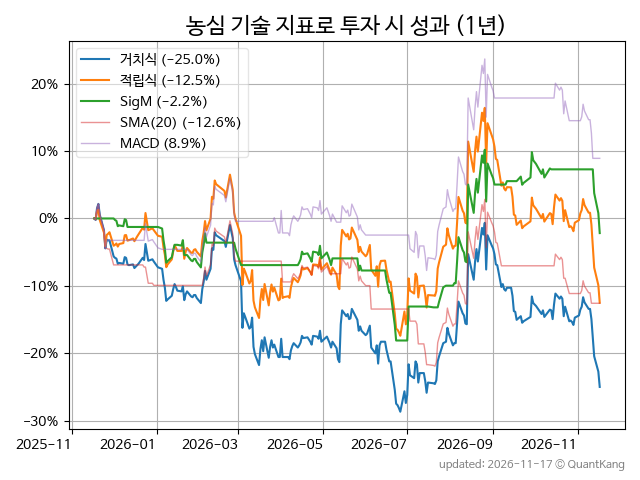 농심 기술 지표로 투자 시 성과 (1년)
거치식 (−25.0%)
적립식 (−12.5%)
SigM (−2.2%)
SMA(20) (−12.6%)
MACD (8.9%)
20%
10%
0%
−10%
−20%
−30%
2025-11 2026-01 2026-03 2026-05 2026-07 2026-09 2026-11
updated: 2026-11-17 © QuantKang